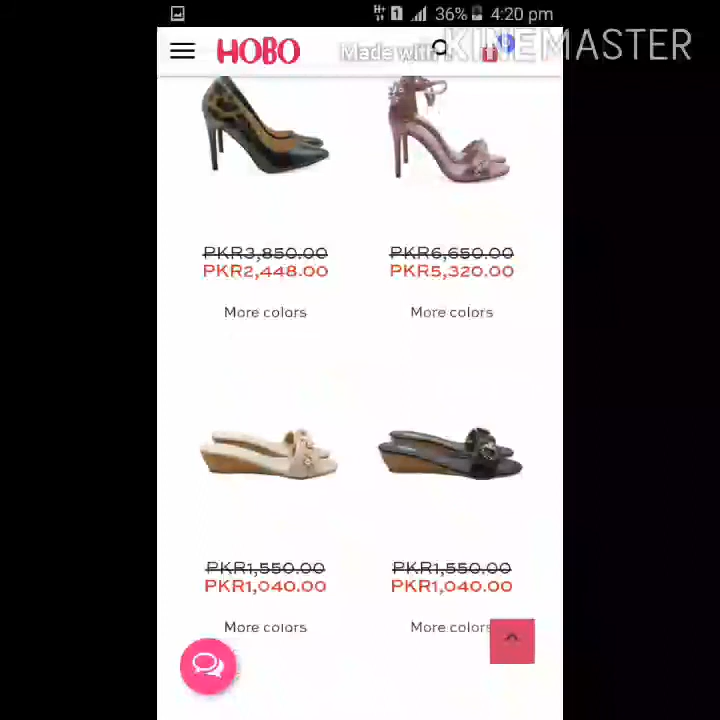 36% 4:20 pm
HOBO
Made with KINEMASTER
PKR3,850.00 PKR6,650.00
PKR2,448.00 PKR5,320.00
More colors More colors
PKR1,550.00 PKR1,550.00
PKR1,040.00 PKR1,040.00
More colors More colors